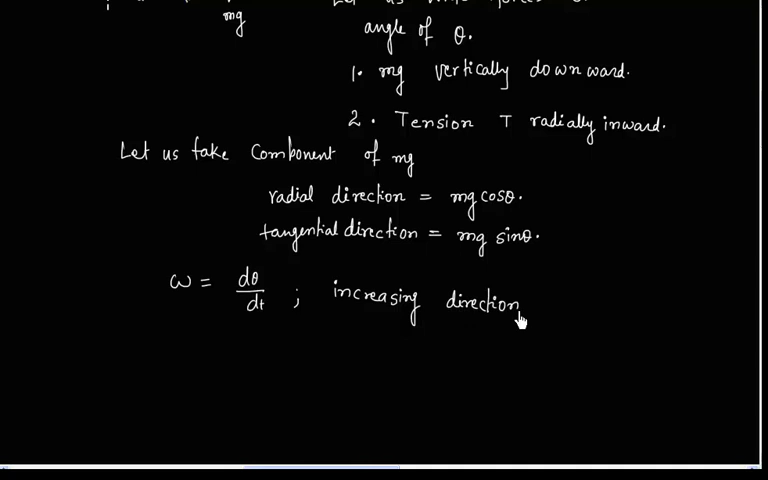 mg
angle of θ.
1. mg vertically downward.
2. Tension T radially inward.
Let us take Component of mg
radial direction = mg cosθ.
tangential direction = mg sinθ.
ω = dθ/dt ; increasing direction